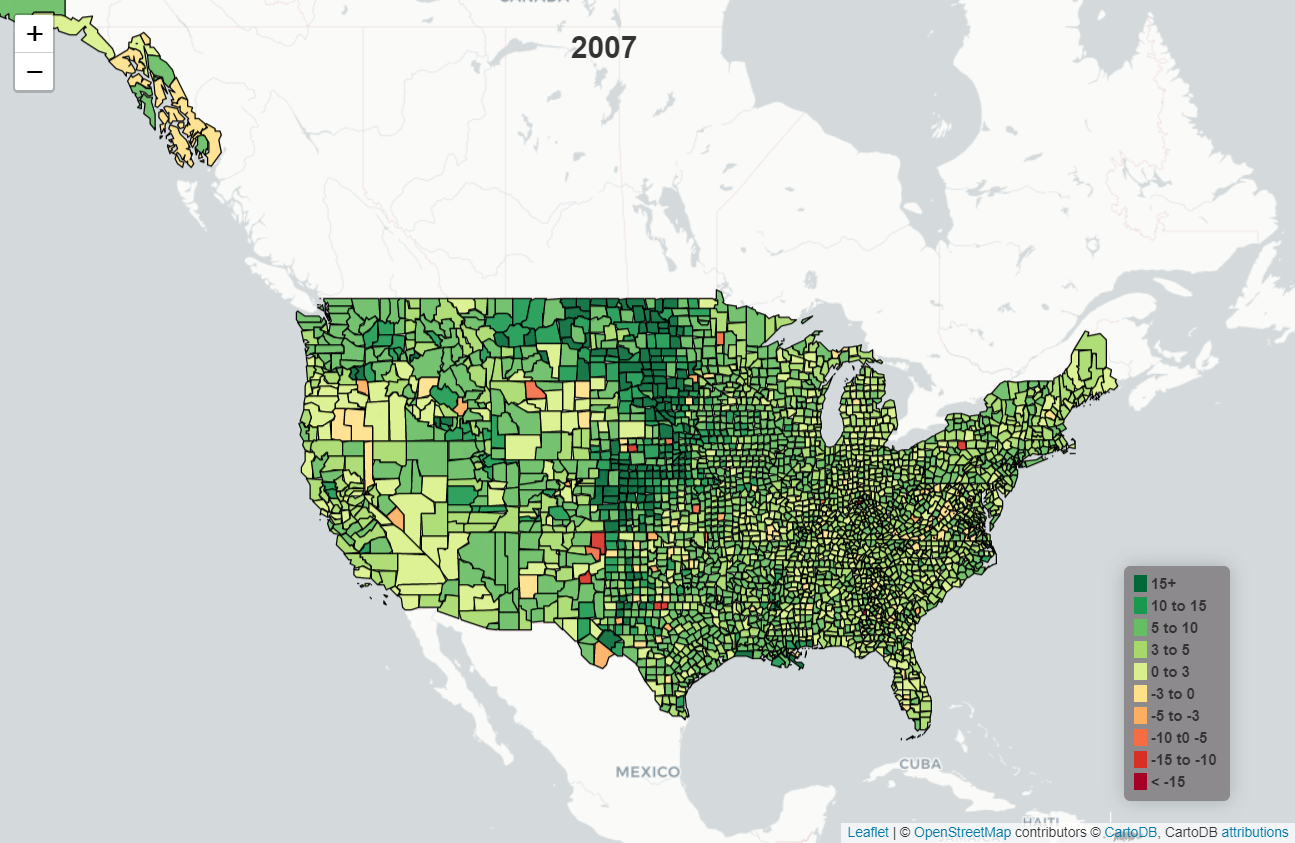 CANADA
+
2007
−
15+
10 to 15
5 to 10
3 to 5
0 to 3
-3 to 0
-5 to -3
-10 t0 -5
-15 to -10
< -15
MEXICO
CUBA
HAITI
Leaflet | © OpenStreetMap contributors © CartoDB, CartoDB attributions